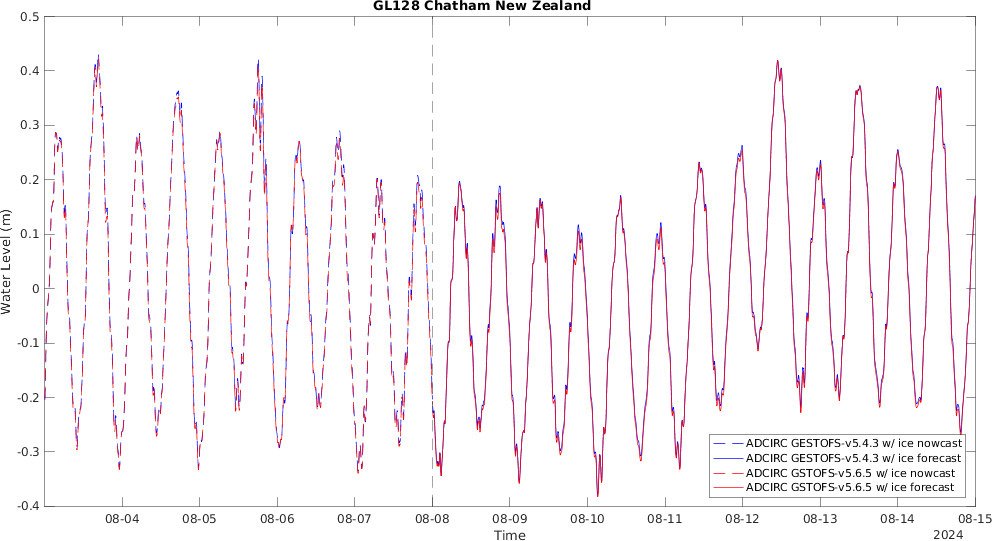 GL128 Chatham New Zealand
0.5
0.4
0.3
0.2
0.1
0
-0.1
-0.2
-0.3
-0.4
Water Level (m)
ADCIRC GESTOFS-v5.4.3 w/ ice nowcast
ADCIRC GESTOFS-v5.4.3 w/ ice forecast
ADCIRC GSTOFS-v5.6.5 w/ ice nowcast
ADCIRC GSTOFS-v5.6.5 w/ ice forecast
08-04 08-05 08-06 08-07 08-08 08-09 08-10 08-11 08-12 08-13 08-14 08-15
Time
2024